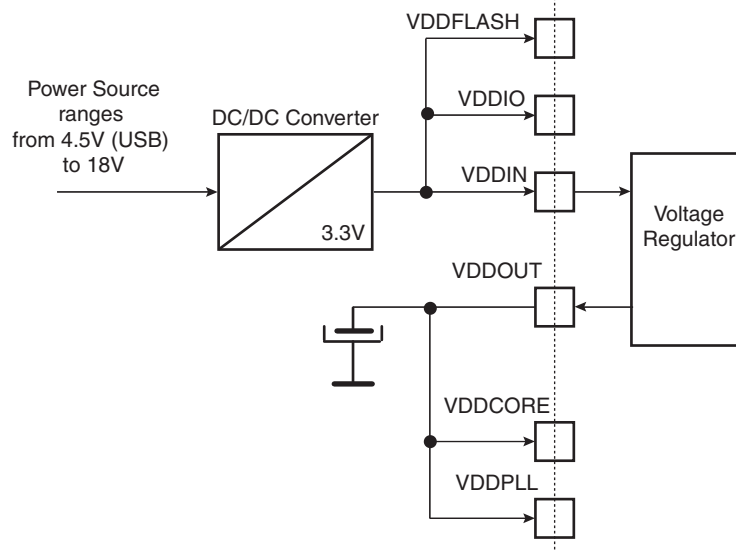 VDDFLASH
Power Source
ranges
from 4.5V (USB)
to 18V
DC/DC Converter
VDDIO
VDDIN
3.3V
Voltage
Regulator
VDDOUT
VDDCORE
VDDPLL